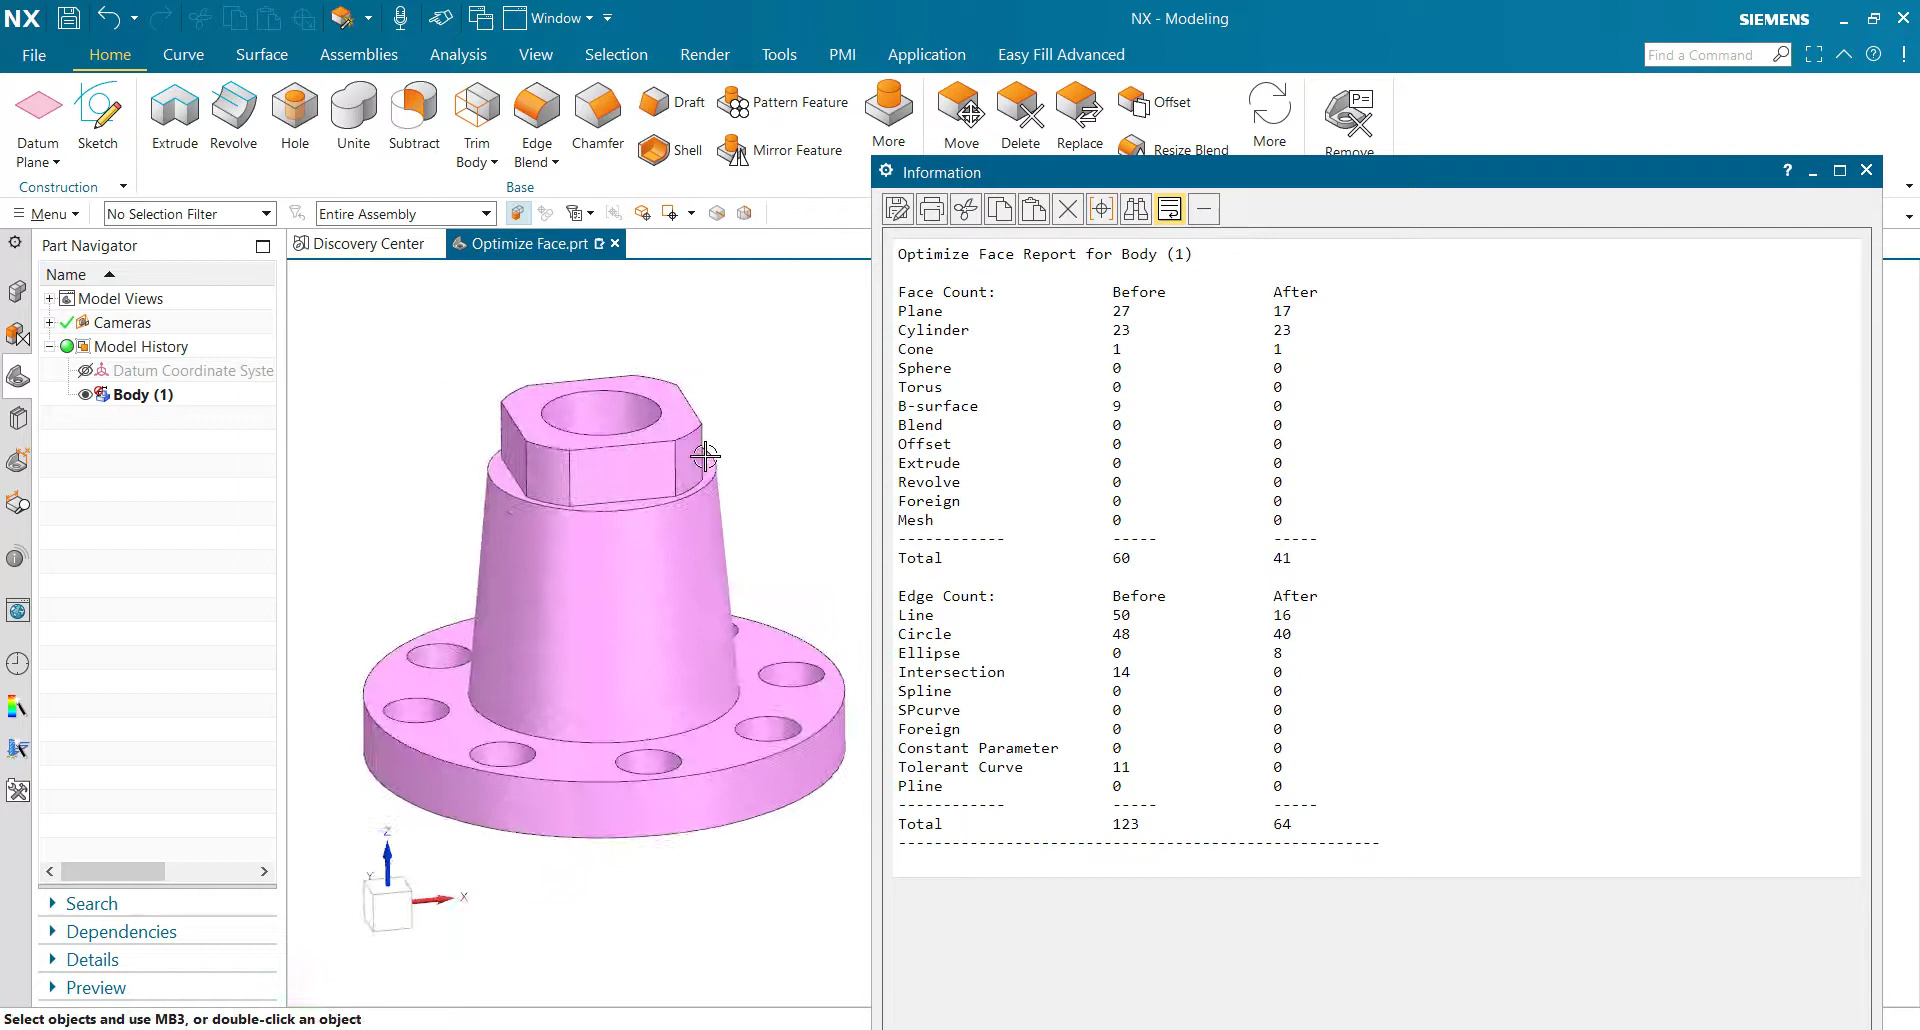 NX
Window
NX - Modeling
SIEMENS
File Home Curve Surface Assemblies Analysis View Selection Render Tools PMI Application Easy Fill Advanced
Find a Command
Datum Plane
Sketch
Extrude
Revolve
Hole
Unite
Subtract
Trim Body
Edge Blend
Chamfer
Draft
Shell
Pattern Feature
Mirror Feature
More
Move
Delete
Replace
Offset
Resize Blend
More
P=
Remove
Construction
Base
Menu
No Selection Filter
Entire Assembly
Part Navigator
Discovery Center
Optimize Face.prt
Name
Model Views
Cameras
Model History
Datum Coordinate Syste
Body (1)
Search
Dependencies
Details
Preview
Z
Y
X
Information
?
Optimize Face Report for Body (1)
Face Count: Before After
Plane 27 17
Cylinder 23 23
Cone 1 1
Sphere 0 0
Torus 0 0
B-surface 9 0
Blend 0 0
Offset 0 0
Extrude 0 0
Revolve 0 0
Foreign 0 0
Mesh 0 0
------------ ----- -----
Total 60 41
Edge Count: Before After
Line 50 16
Circle 48 40
Ellipse 0 8
Intersection 14 0
Spline 0 0
SPcurve 0 0
Foreign 0 0
Constant Parameter 0 0
Tolerant Curve 11 0
Pline 0 0
------------ ----- -----
Total 123 64
------------------------------------------------------
Select objects and use MB3, or double-click an object